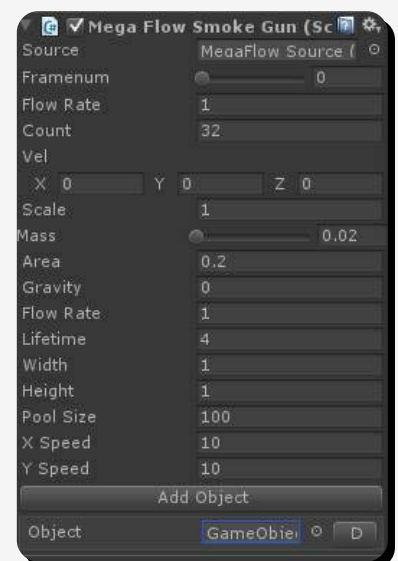 Mega Flow Smoke Gun (Sc
Source MegaFlow Source (
Framenum 0
Flow Rate 1
Count 32
Vel
X 0 Y 0 Z 0
Scale 1
Mass 0.02
Area 0.2
Gravity 0
Flow Rate 1
Lifetime 4
Width 1
Height 1
Pool Size 100
X Speed 10
Y Speed 10
Add Object
Object GameObje D